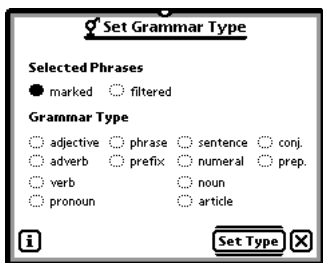 Set Grammar Type
Selected Phrases
marked filtered
Grammar Type
adjective phrase sentence conj.
adverb prefix numeral prep.
verb noun
pronoun article
i Set Type X